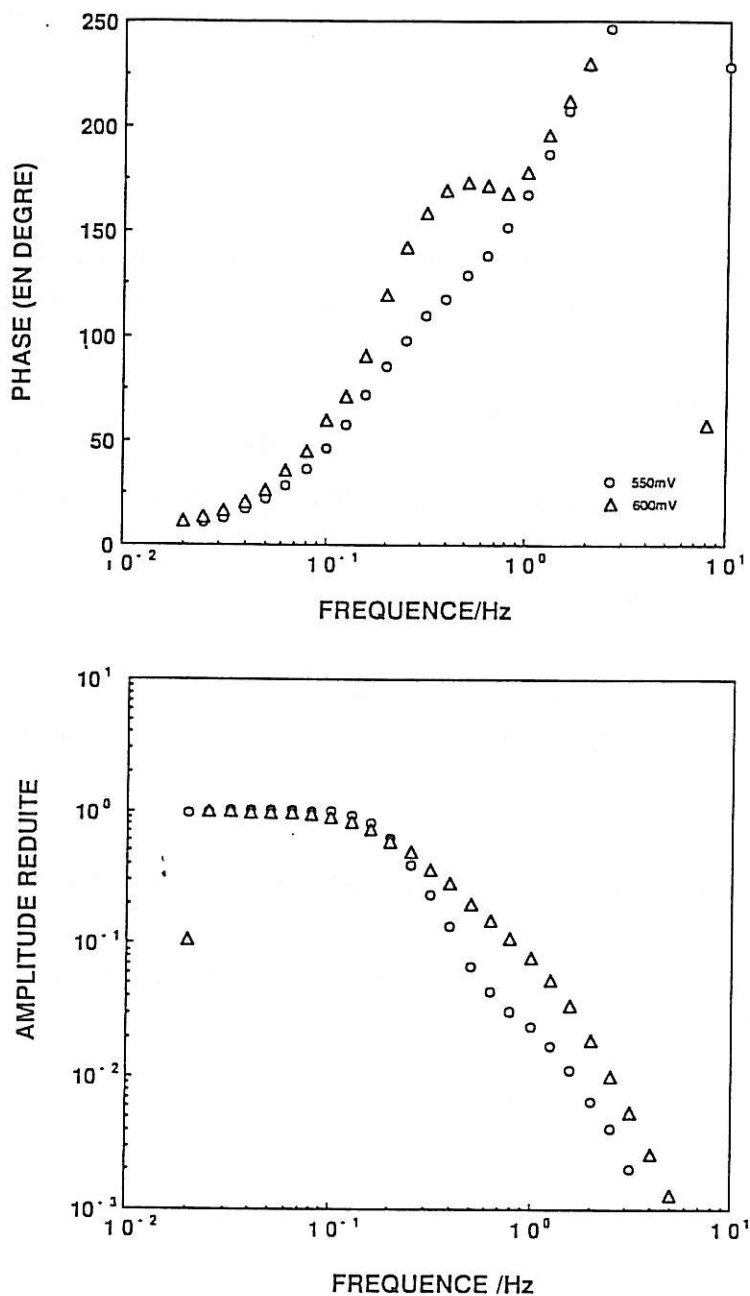 250
200
150
100
50
0
PHASE (EN DEGRE)
○ 550mV
△ 600mV
10⁻² 10⁻¹ 10⁰ 10¹
FREQUENCE/Hz
10¹
10⁰
10⁻¹
10⁻²
10⁻³
AMPLITUDE REDUITE
10⁻² 10⁻¹ 10⁰ 10¹
FREQUENCE /Hz